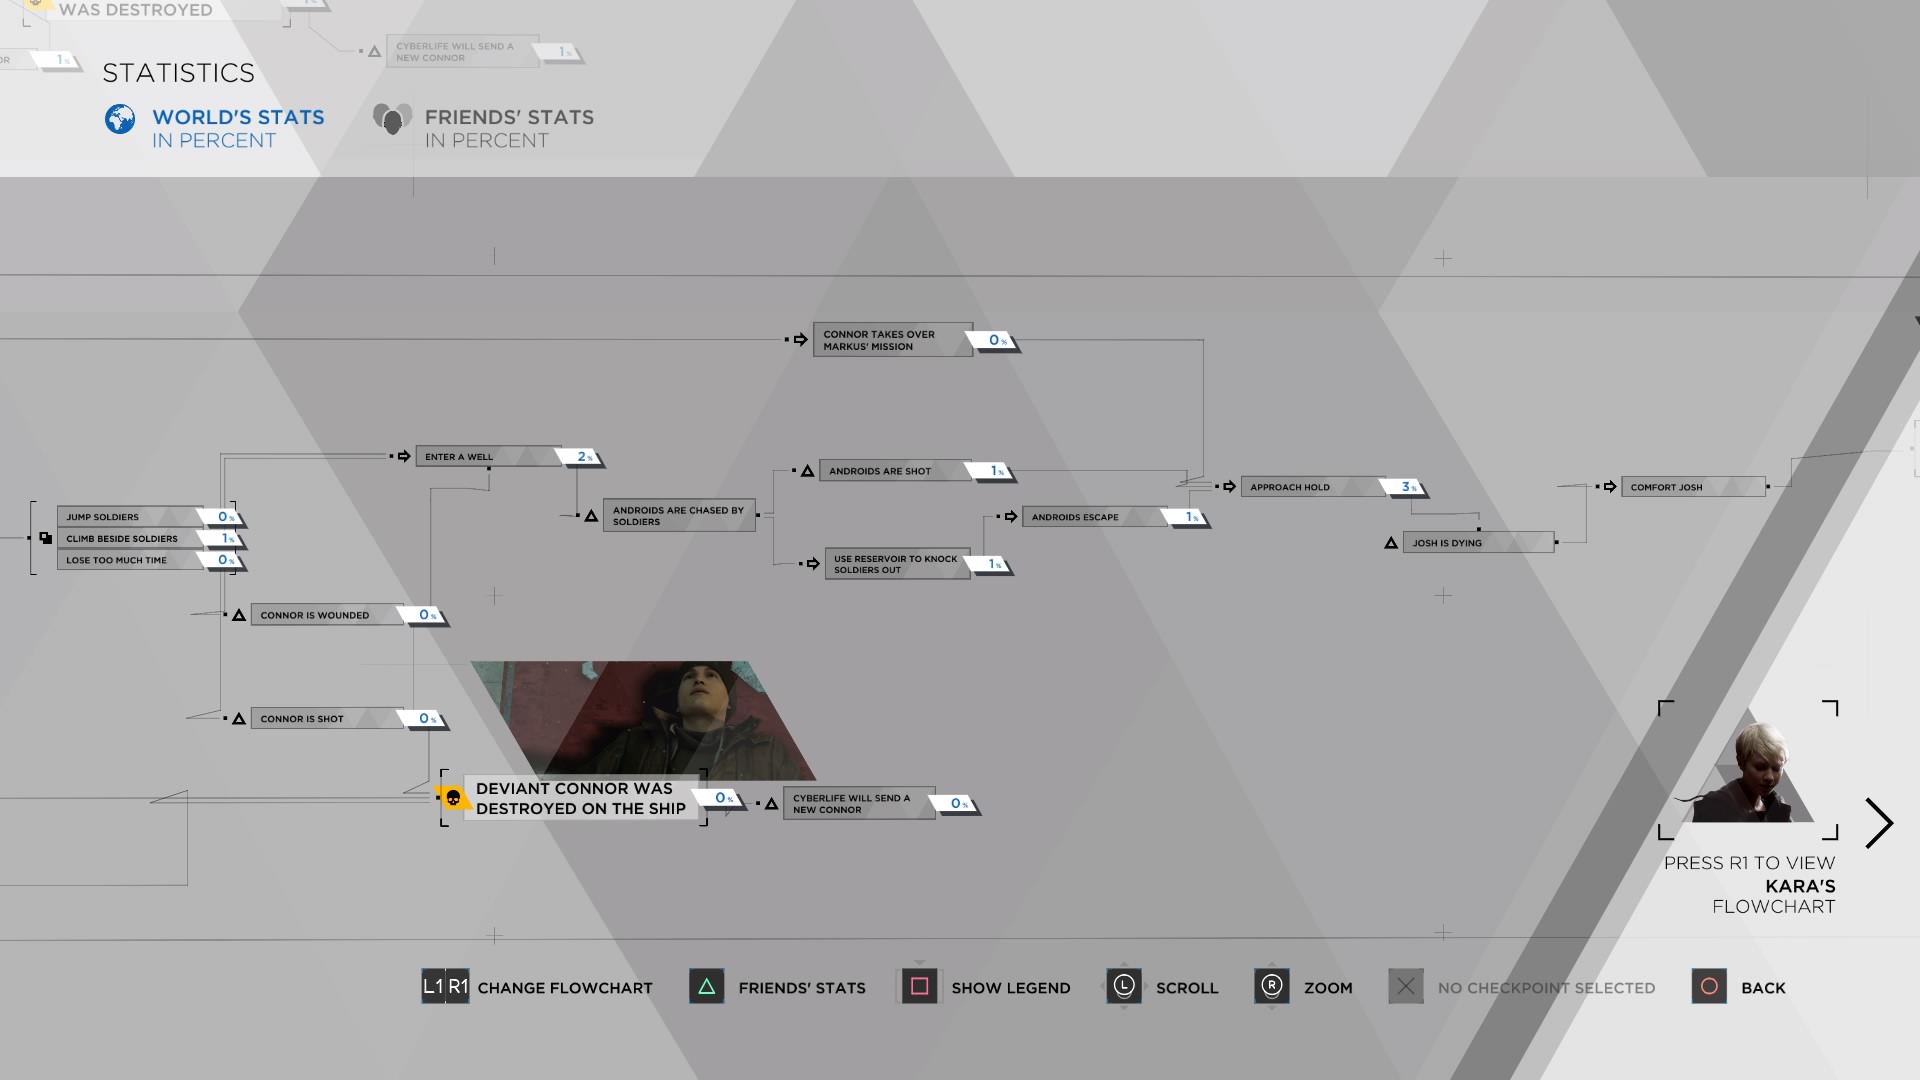 WAS DESTROYED
1%
CYBERLIFE WILL SEND A
NEW CONNOR
1%
STATISTICS
WORLD'S STATS
IN PERCENT
FRIENDS' STATS
IN PERCENT
CONNOR TAKES OVER
MARKUS' MISSION
0%
ENTER A WELL
2%
ANDROIDS ARE SHOT
1%
APPROACH HOLD
3%
COMFORT JOSH
JUMP SOLDIERS
0%
CLIMB BESIDE SOLDIERS
1%
LOSE TOO MUCH TIME
0%
ANDROIDS ARE CHASED BY
SOLDIERS
ANDROIDS ESCAPE
1%
JOSH IS DYING
USE RESERVOIR TO KNOCK
SOLDIERS OUT
1%
CONNOR IS WOUNDED
0%
CONNOR IS SHOT
0%
DEVIANT CONNOR WAS
DESTROYED ON THE SHIP
0%
CYBERLIFE WILL SEND A
NEW CONNOR
0%
PRESS R1 TO VIEW
KARA'S
FLOWCHART
L1 R1 CHANGE FLOWCHART
FRIENDS' STATS
SHOW LEGEND
L SCROLL
R ZOOM
NO CHECKPOINT SELECTED
BACK